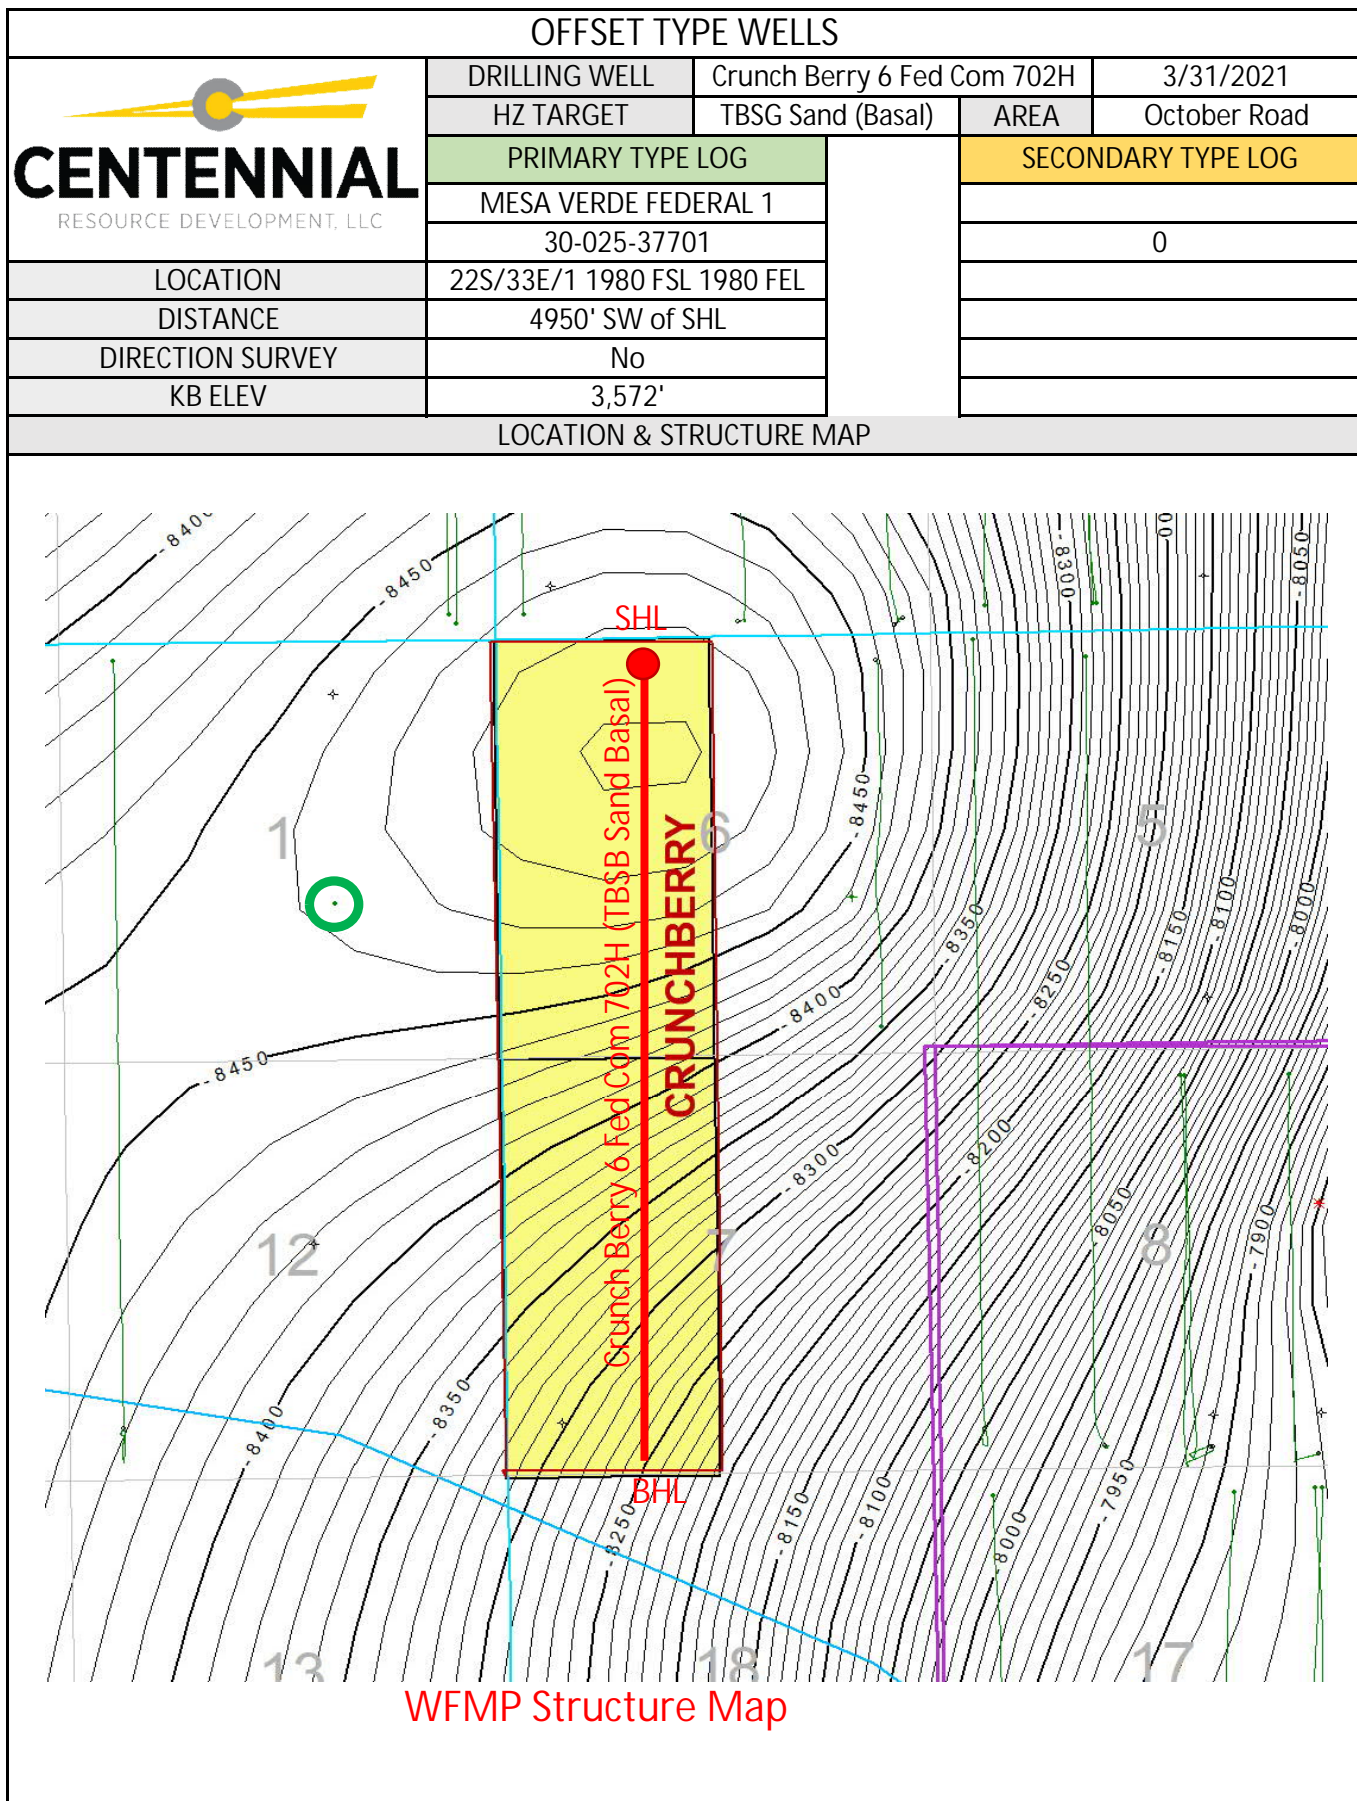 OFFSET TYPE WELLS
CENTENNIAL
RESOURCE DEVELOPMENT, LLC
DRILLING WELL Crunch Berry 6 Fed Com 702H 3/31/2021
HZ TARGET TBSG Sand (Basal) AREA October Road
PRIMARY TYPE LOG SECONDARY TYPE LOG
MESA VERDE FEDERAL 1
30-025-37701 0
LOCATION 22S/33E/1 1980 FSL 1980 FEL
DISTANCE 4950' SW of SHL
DIRECTION SURVEY No
KB ELEV 3,572'
LOCATION & STRUCTURE MAP
-8400
-8450
-8300
00
-8050
SHL
Crunch Berry 6 Fed Com 702H (TBSB Sand Basal)
CRUNCHBERRY
1
6
5
-8450
-8350
-8250
-8150
-8100
-8000
-8400
-8450
-8300
-8200
-8050
-7900
12
7
8
-8400
-8350
BHL
-8250
-8150
-8100
-8000
-7950
13
18
17
WFMP Structure Map